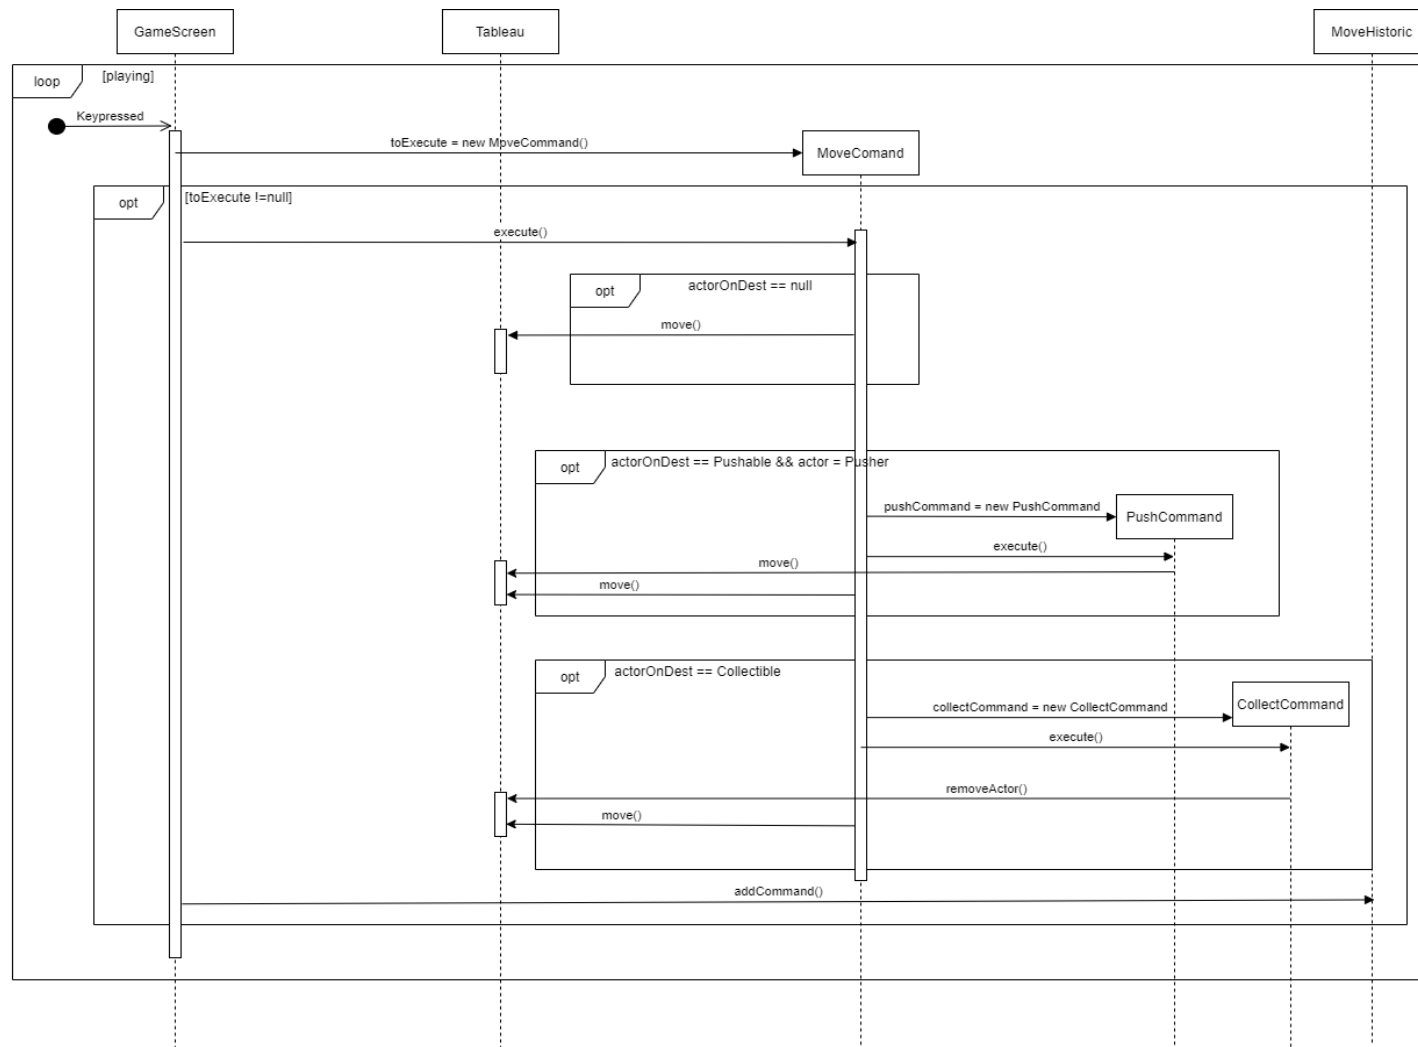 GameScreen
Tableau
MoveHistoric
loop
[playing]
Keypressed
toExecute = new MoveCommand()
MoveComand
opt
[toExecute !=null]
execute()
opt
actorOnDest == null
move()
opt
actorOnDest == Pushable && actor = Pusher
pushCommand = new PushCommand
PushCommand
execute()
move()
move()
opt
actorOnDest == Collectible
collectCommand = new CollectCommand
CollectCommand
execute()
removeActor()
move()
addCommand()